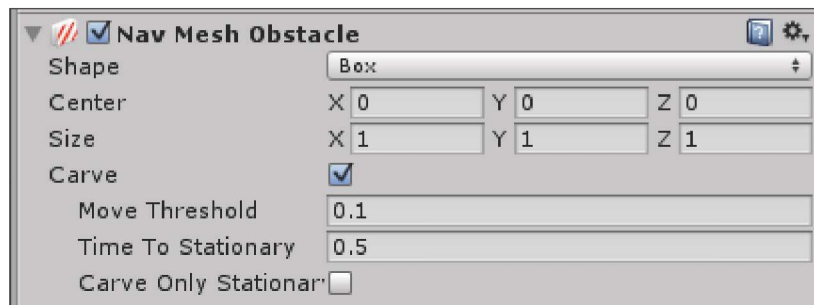 Nav Mesh Obstacle
Shape Box
Center X 0 Y 0 Z 0
Size X 1 Y 1 Z 1
Carve
Move Threshold 0.1
Time To Stationary 0.5
Carve Only Stationar